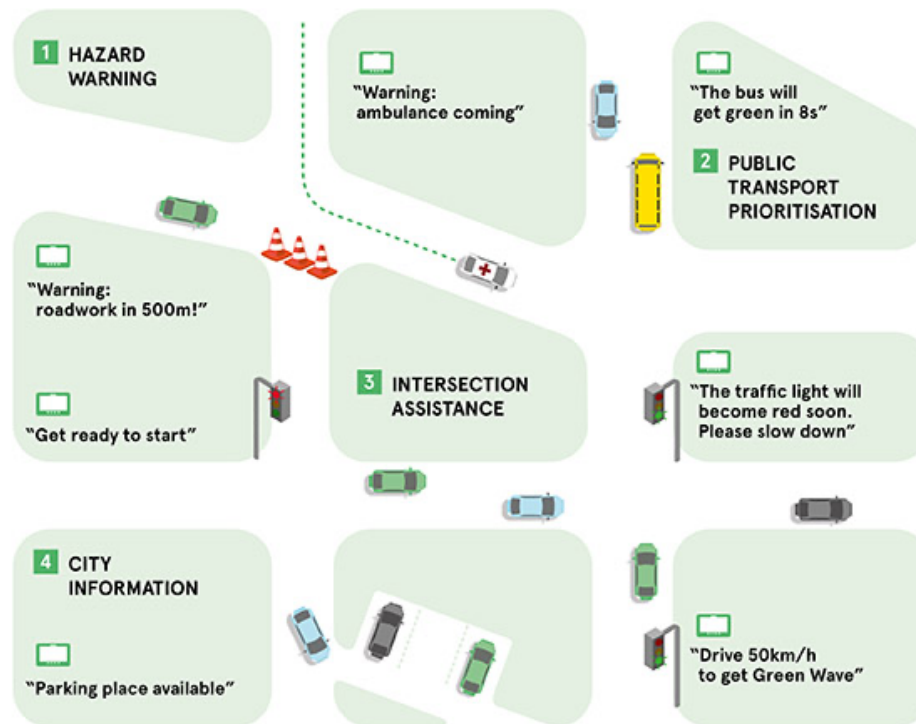 1 HAZARD
WARNING
“Warning:
ambulance coming”
“The bus will
get green in 8s”
2 PUBLIC
TRANSPORT
PRIORITISATION
“Warning:
roadwork in 500m!”
“Get ready to start”
3 INTERSECTION
ASSISTANCE
“The traffic light will
become red soon.
Please slow down”
4 CITY
INFORMATION
“Parking place available”
“Drive 50km/h
to get Green Wave”